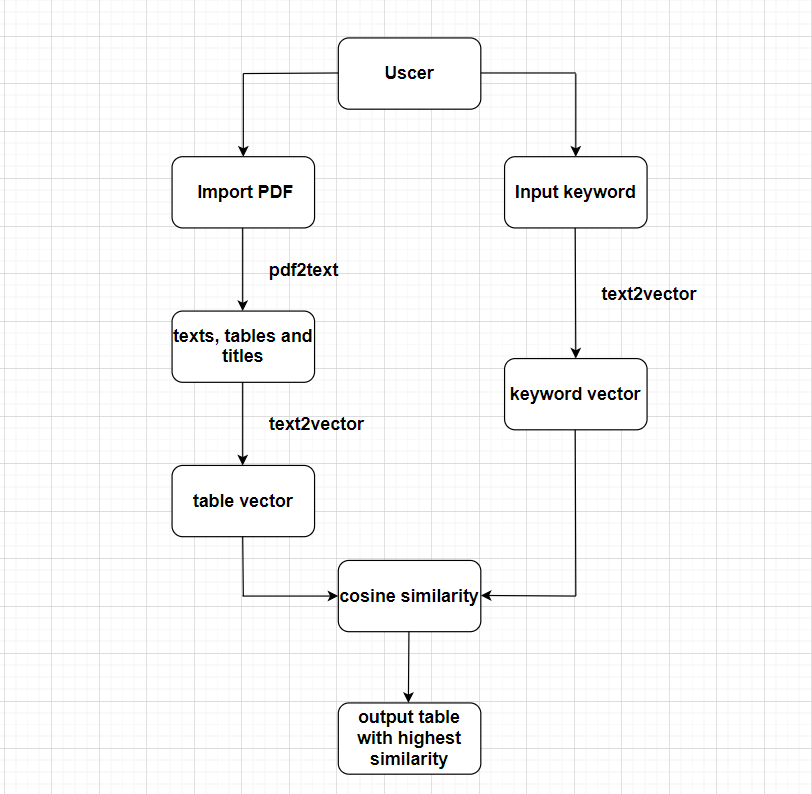 Uscer
Import PDF
Input keyword
pdf2text
text2vector
texts, tables and
titles
keyword vector
text2vector
table vector
cosine similarity
output table
with highest
similarity